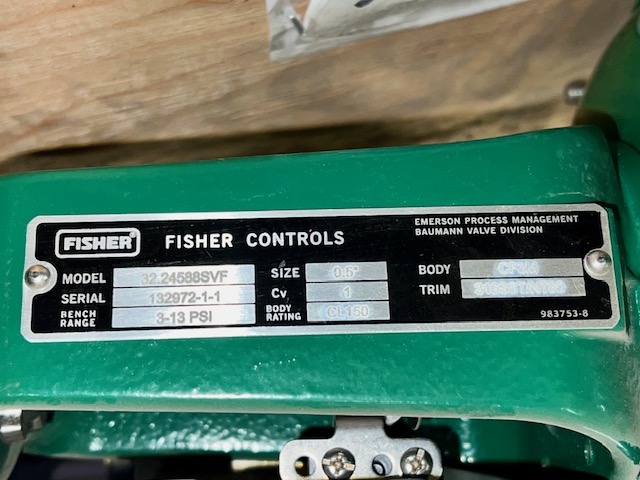 EMERSON PROCESS MANAGEMENT
BAUMANN VALVE DIVISION
FISHER FISHER CONTROLS
MODEL 32.24588SVF SIZE 0.5" BODY
SERIAL 132972-1-1 Cv 1 TRIM
BENCH RANGE 3-13 PSI BODY RATING CL150 983753-8